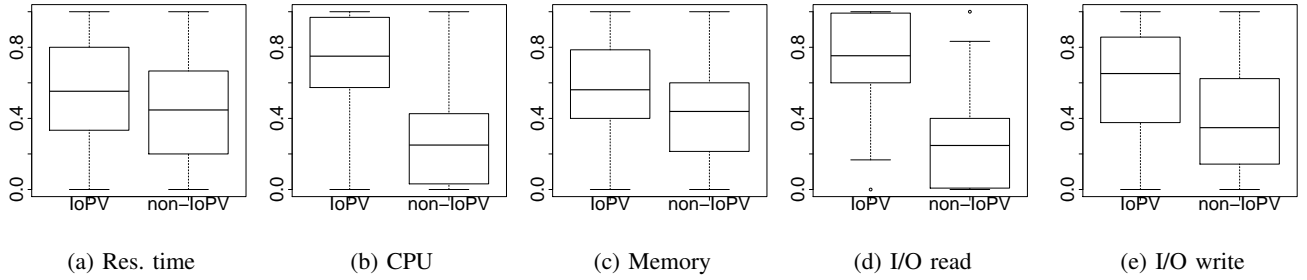 0.0 0.4 0.8
IoPV non−IoPV
(a) Res. time
0.0 0.4 0.8
IoPV non−IoPV
(b) CPU
0.0 0.4 0.8
IoPV non−IoPV
(c) Memory
0.0 0.4 0.8
IoPV non−IoPV
(d) I/O read
0.0 0.4 0.8
IoPV non−IoPV
(e) I/O write